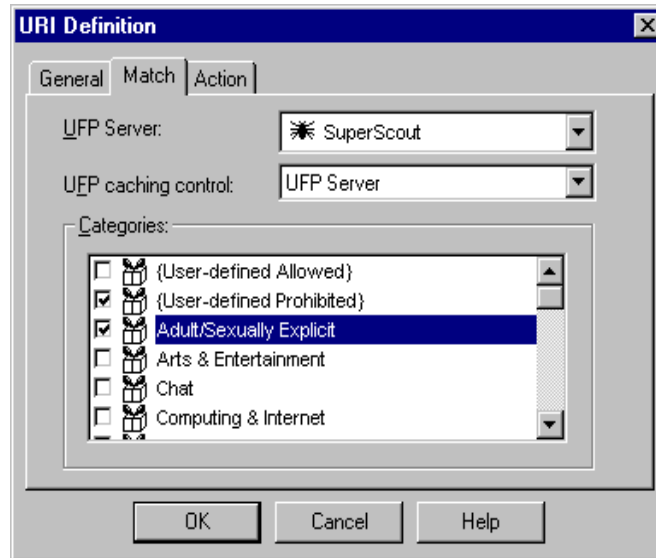 URI Definition
General Match Action
UFP Server: SuperScout
UFP caching control: UFP Server
Categories:
{User-defined Allowed}
{User-defined Prohibited}
Adult/Sexually Explicit
Arts & Entertainment
Chat
Computing & Internet
OK Cancel Help